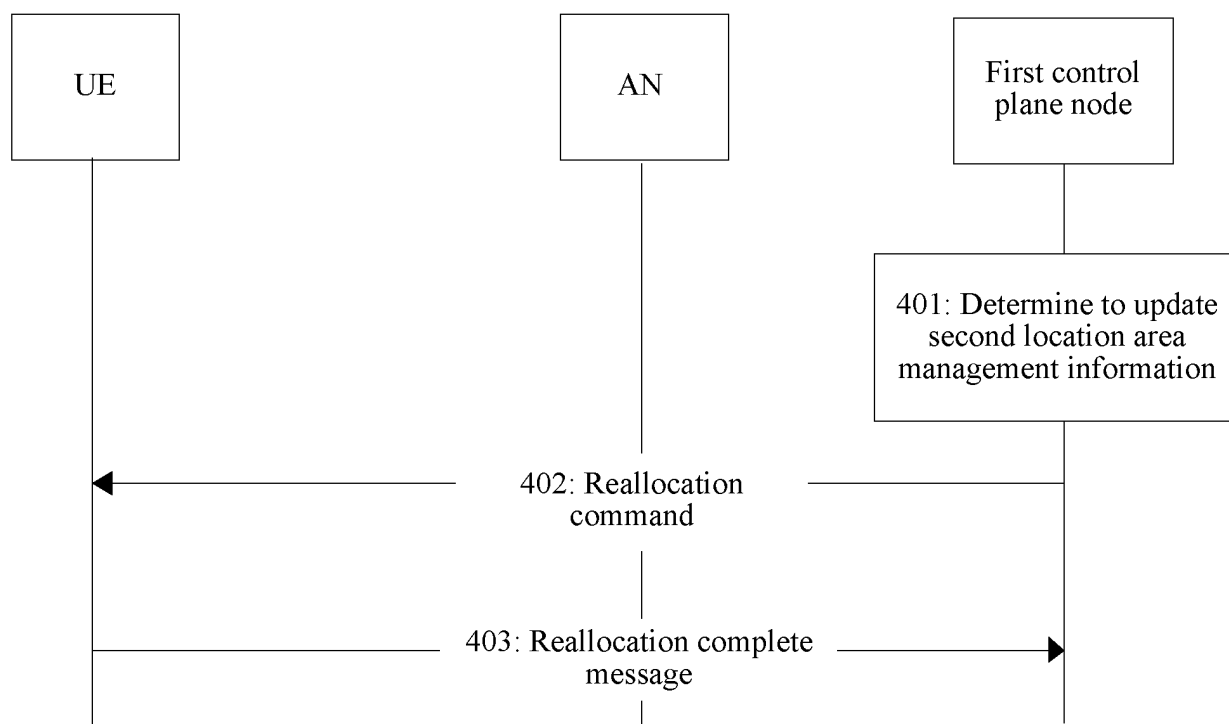 UE
AN
First control
plane node
401: Determine to update
second location area
management information
402: Reallocation
command
403: Reallocation complete
message